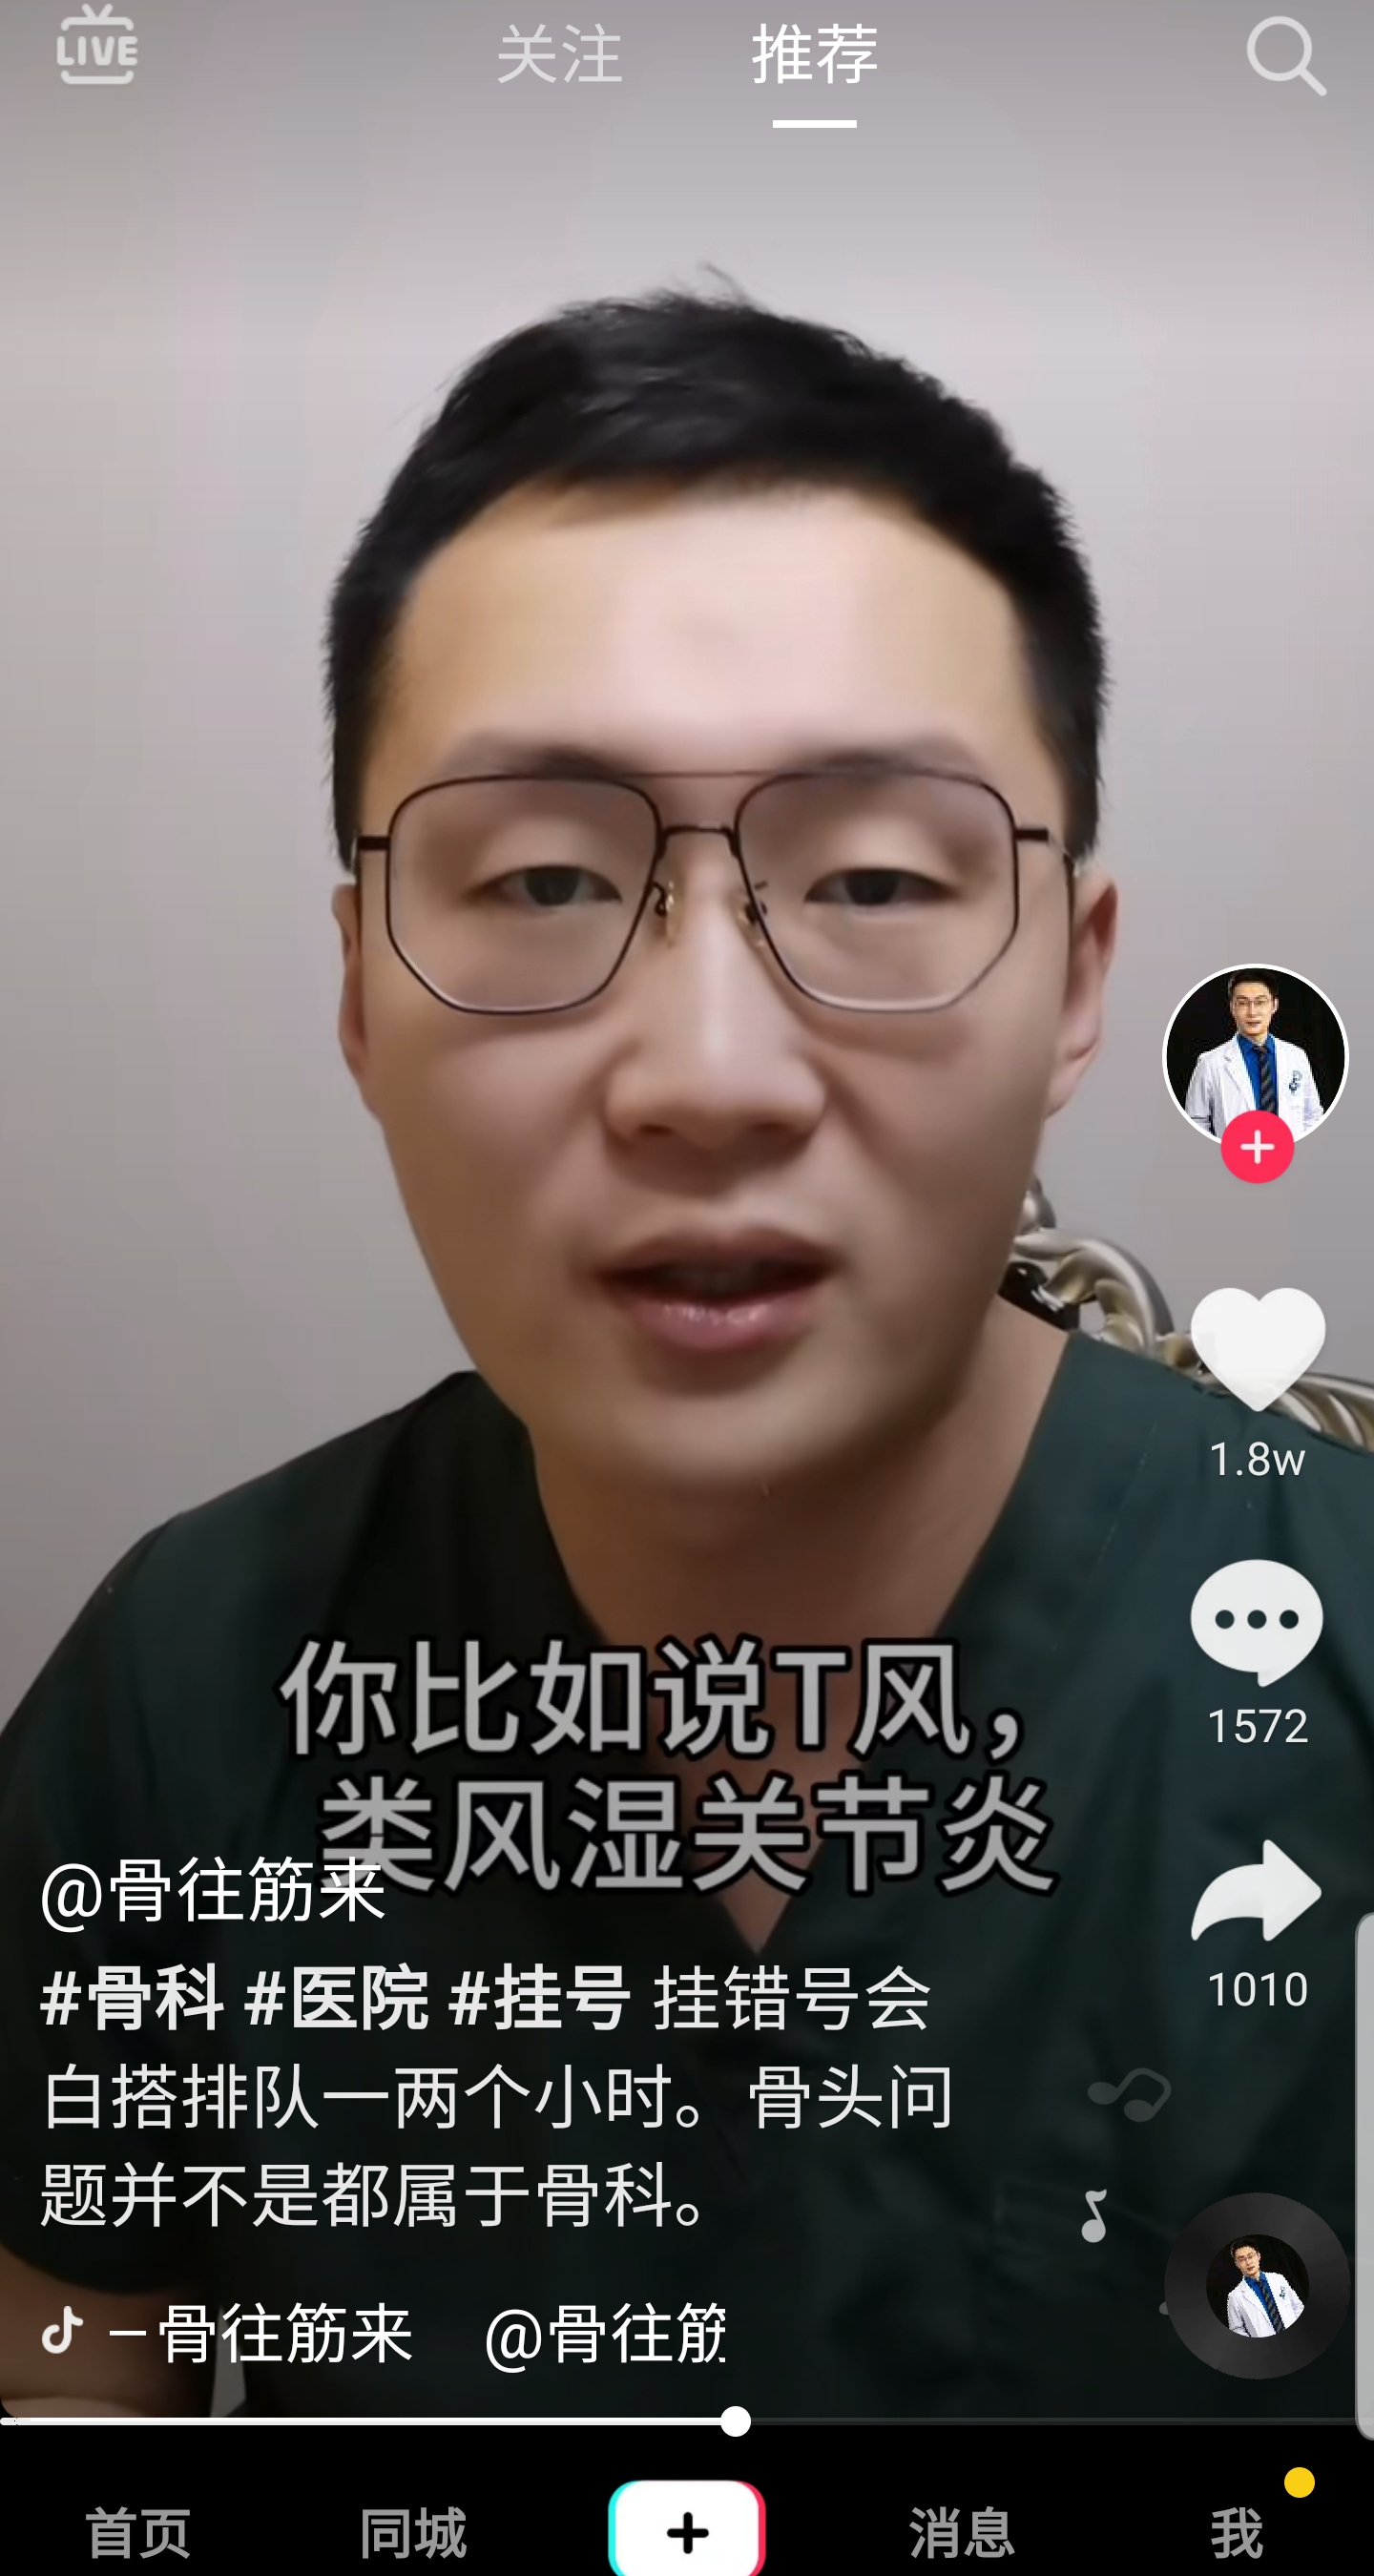 LIVE
关注 推荐
你比如说T风，
类风湿关节炎
@骨往筋来
#骨科 #医院 #挂号 挂错号会
白搭排队一两个小时。骨头问
题并不是都属于骨科。
1.8w
1572
1010
－骨往筋来 @骨往筋
首页 同城 消息 我